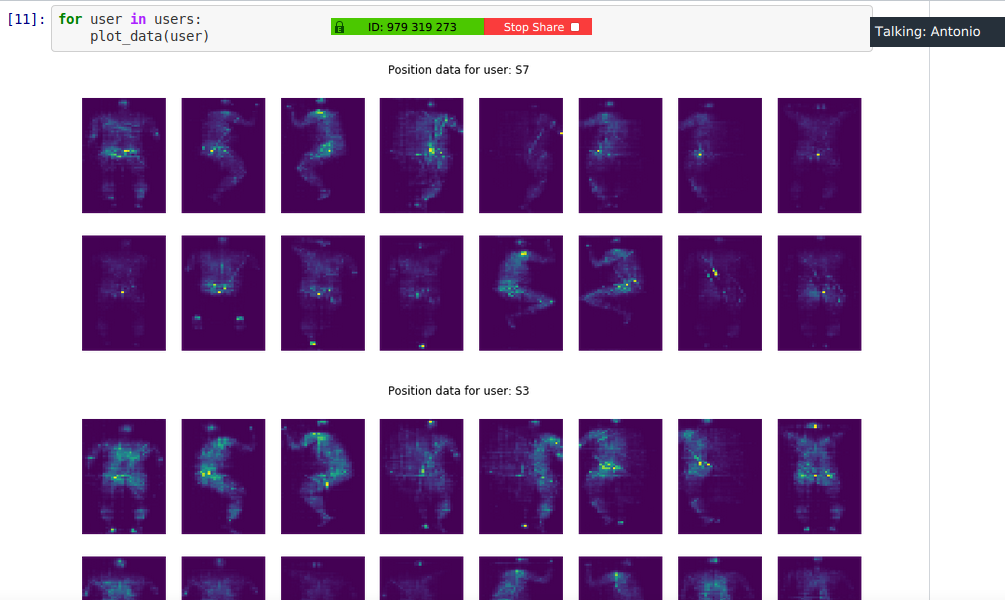 [11]: for user in users:
plot_data(user)
ID: 979 319 273 Stop Share
Talking: Antonio
Position data for user: S7
Position data for user: S3